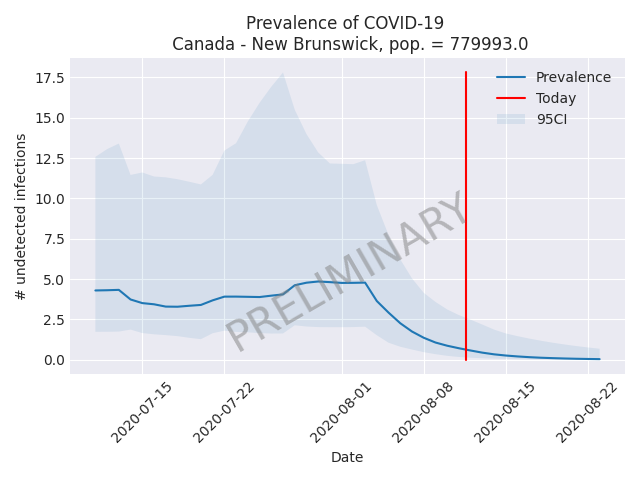 Prevalence of COVID-19
Canada - New Brunswick, pop. = 779993.0
# undetected infections
17.5
15.0
12.5
10.0
7.5
5.0
2.5
0.0
Prevalence
Today
95CI
PRELIMINARY
2020-07-15
2020-07-22
2020-08-01
2020-08-08
2020-08-15
2020-08-22
Date